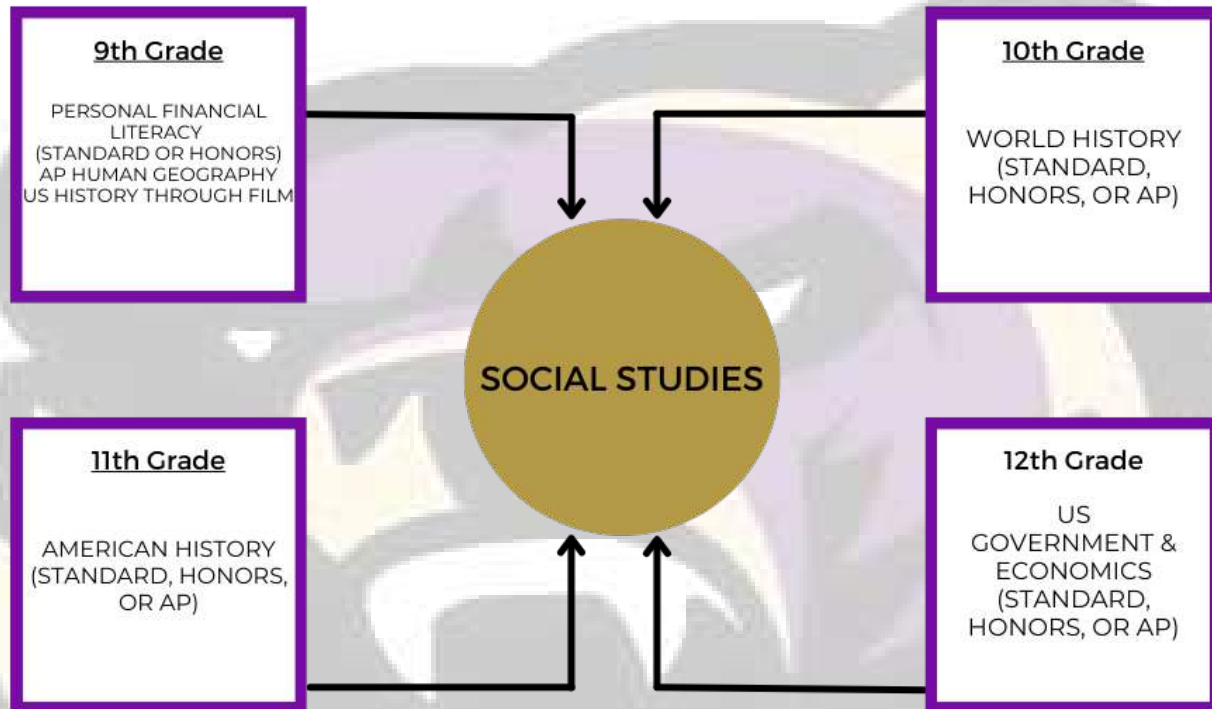 9th Grade
PERSONAL FINANCIAL
LITERACY
(STANDARD OR HONORS)
AP HUMAN GEOGRAPHY
US HISTORY THROUGH FILM
10th Grade
WORLD HISTORY
(STANDARD,
HONORS, OR AP)
SOCIAL STUDIES
11th Grade
AMERICAN HISTORY
(STANDARD, HONORS,
OR AP)
12th Grade
US
GOVERNMENT &
ECONOMICS
(STANDARD,
HONORS, OR AP)